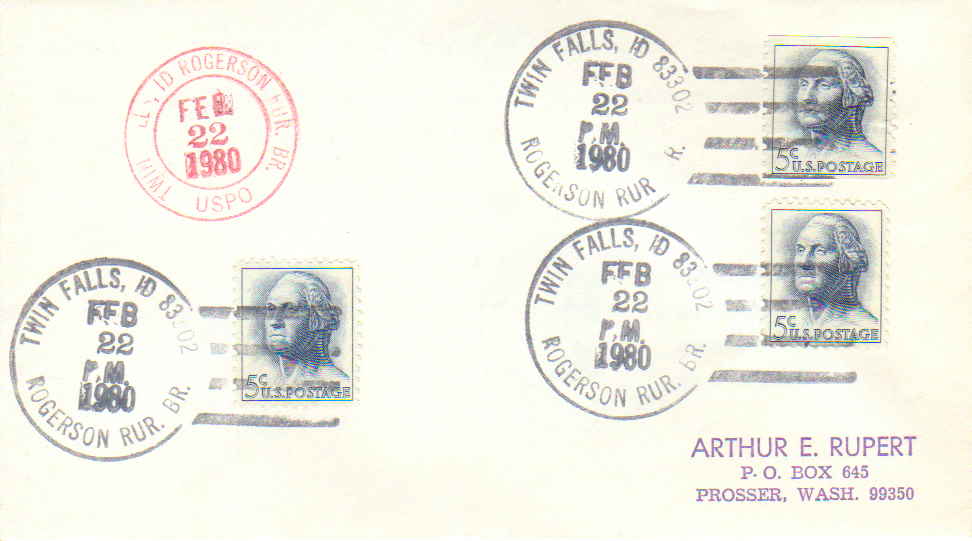 TWIN ID ROGERSON RUR. BR.
FEB
22
1980
USPO
TWIN FALLS, ID 83302
FEB
22
P.M.
1980
ROGERSON RUR R.
5c
U.S. POSTAGE
TWIN FALLS, ID 83302
FEB
22
P.M.
1980
ROGERSON RUR. BR.
5c
U.S. POSTAGE
TWIN FALLS, ID 83302
FEB
22
P.M.
1980
ROGERSON RUR. BR.
5c
U.S. POSTAGE
ARTHUR E. RUPERT
P. O. BOX 645
PROSSER, WASH. 99350